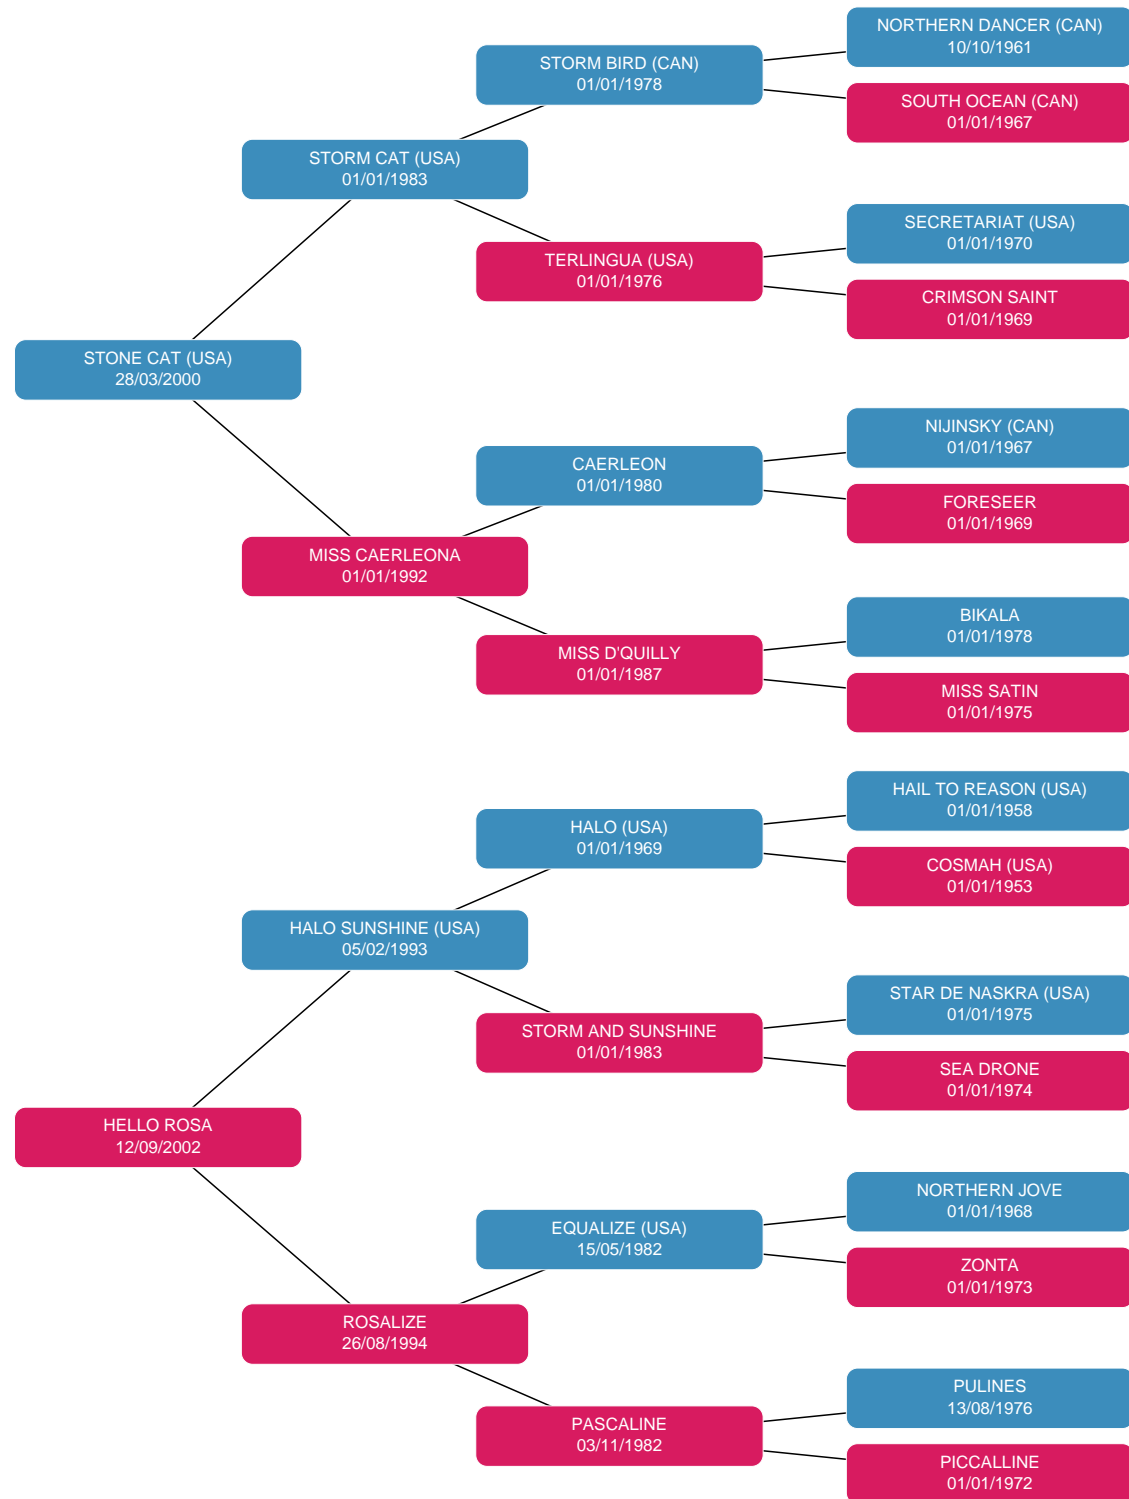 NORTHERN DANCER (CAN)
10/10/1961
STORM BIRD (CAN)
01/01/1978
SOUTH OCEAN (CAN)
01/01/1967
STORM CAT (USA)
01/01/1983
SECRETARIAT (USA)
01/01/1970
TERLINGUA (USA)
01/01/1976
CRIMSON SAINT
01/01/1969
STONE CAT (USA)
28/03/2000
NIJINSKY (CAN)
01/01/1967
CAERLEON
01/01/1980
FORESEER
01/01/1969
MISS CAERLEONA
01/01/1992
BIKALA
01/01/1978
MISS D'QUILLY
01/01/1987
MISS SATIN
01/01/1975
HAIL TO REASON (USA)
01/01/1958
HALO (USA)
01/01/1969
COSMAH (USA)
01/01/1953
HALO SUNSHINE (USA)
05/02/1993
STAR DE NASKRA (USA)
01/01/1975
STORM AND SUNSHINE
01/01/1983
SEA DRONE
01/01/1974
HELLO ROSA
12/09/2002
NORTHERN JOVE
01/01/1968
EQUALIZE (USA)
15/05/1982
ZONTA
01/01/1973
ROSALIZE
26/08/1994
PULINES
13/08/1976
PASCALINE
03/11/1982
PICCALLINE
01/01/1972